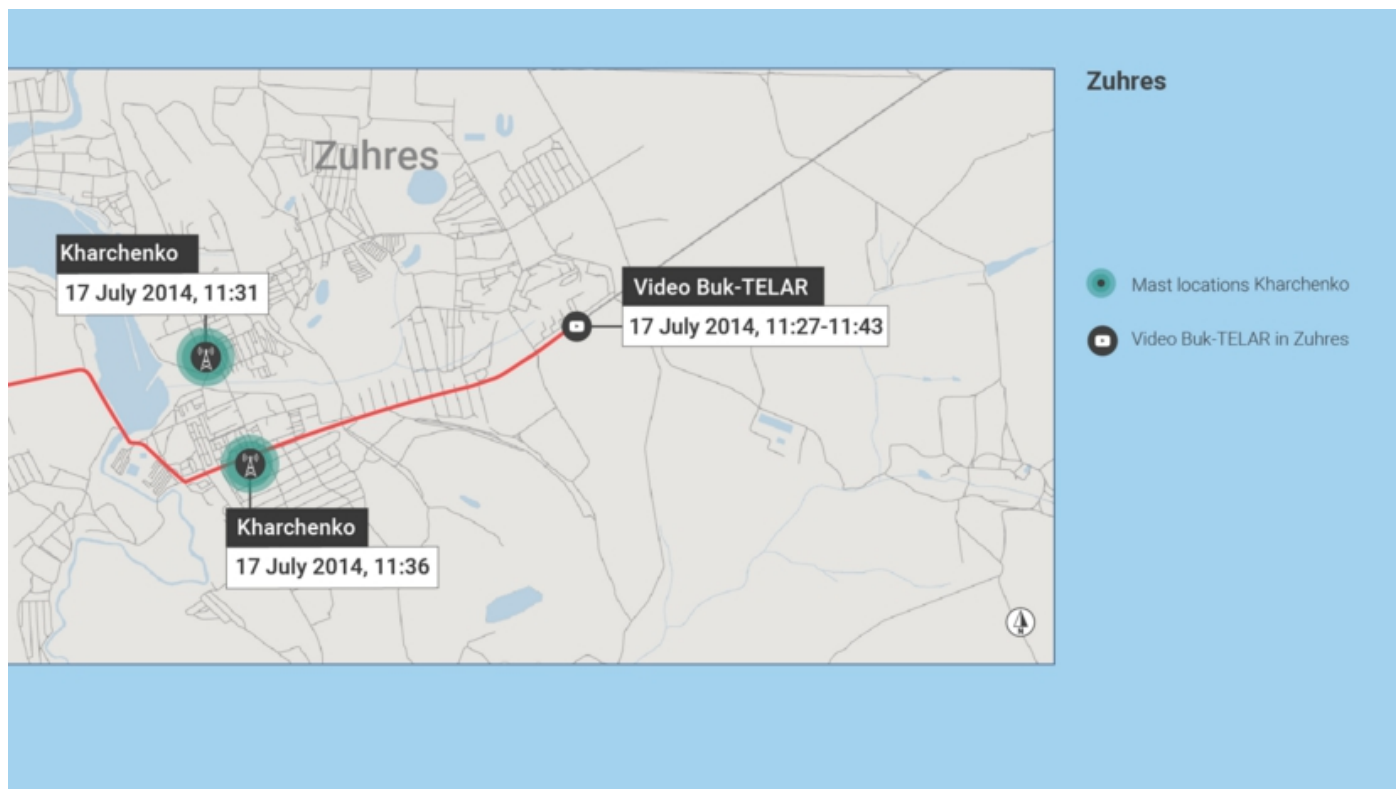 Zuhres
Zuhres
Kharchenko
17 July 2014, 11:31
Video Buk-TELAR
17 July 2014, 11:27-11:43
Kharchenko
17 July 2014, 11:36
Mast locations Kharchenko
Video Buk-TELAR in Zuhres
N